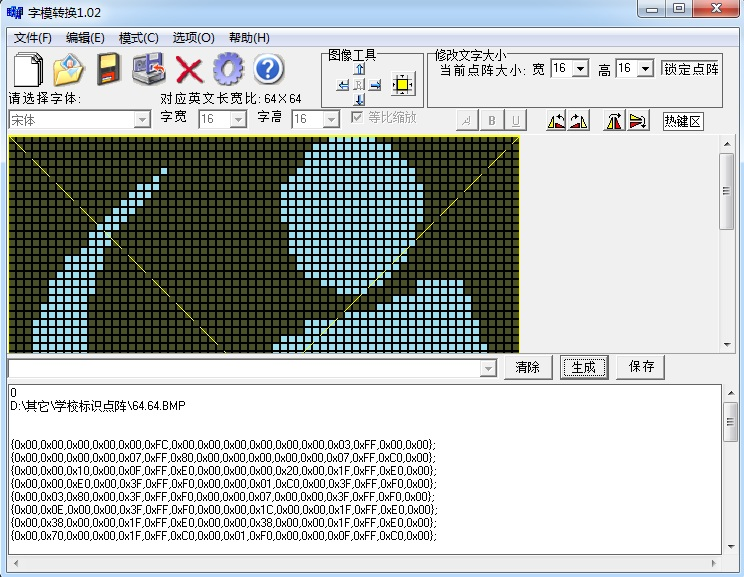 字模转换1.02
文件(F) 编辑(E) 模式(C) 选项(O) 帮助(H)
图像工具
R
修改文字大小
当前点阵大小: 宽 16 高 16 锁定点阵
请选择字体: 对应英文长宽比: 64X64
宋体 字宽 16 字高 16 等比缩放 A B U 热键区
清除 生成 保存
0
D:\其它\学校标识点阵\64.64.BMP
{0x00,0x00,0x00,0x00,0x00,0xFC,0x00,0x00,0x00,0x00,0x00,0x00,0x03,0xFF,0x00,0x00};
{0x00,0x00,0x00,0x00,0x07,0xFF,0x80,0x00,0x00,0x00,0x00,0x00,0x07,0xFF,0xC0,0x00};
{0x00,0x00,0x10,0x00,0x0F,0xFF,0xE0,0x00,0x00,0x00,0x20,0x00,0x1F,0xFF,0xE0,0x00};
{0x00,0x00,0xE0,0x00,0x3F,0xFF,0xF0,0x00,0x00,0x01,0xC0,0x00,0x3F,0xFF,0xF0,0x00};
{0x00,0x03,0x80,0x00,0x3F,0xFF,0xF0,0x00,0x00,0x07,0x00,0x00,0x3F,0xFF,0xF0,0x00};
{0x00,0x0E,0x00,0x00,0x3F,0xFF,0xF0,0x00,0x00,0x1C,0x00,0x00,0x1F,0xFF,0xE0,0x00};
{0x00,0x38,0x00,0x00,0x1F,0xFF,0xE0,0x00,0x00,0x38,0x00,0x00,0x1F,0xFF,0xE0,0x00};
{0x00,0x70,0x00,0x00,0x1F,0xFF,0xC0,0x00,0x01,0xF0,0x00,0x00,0x0F,0xFF,0xC0,0x00};